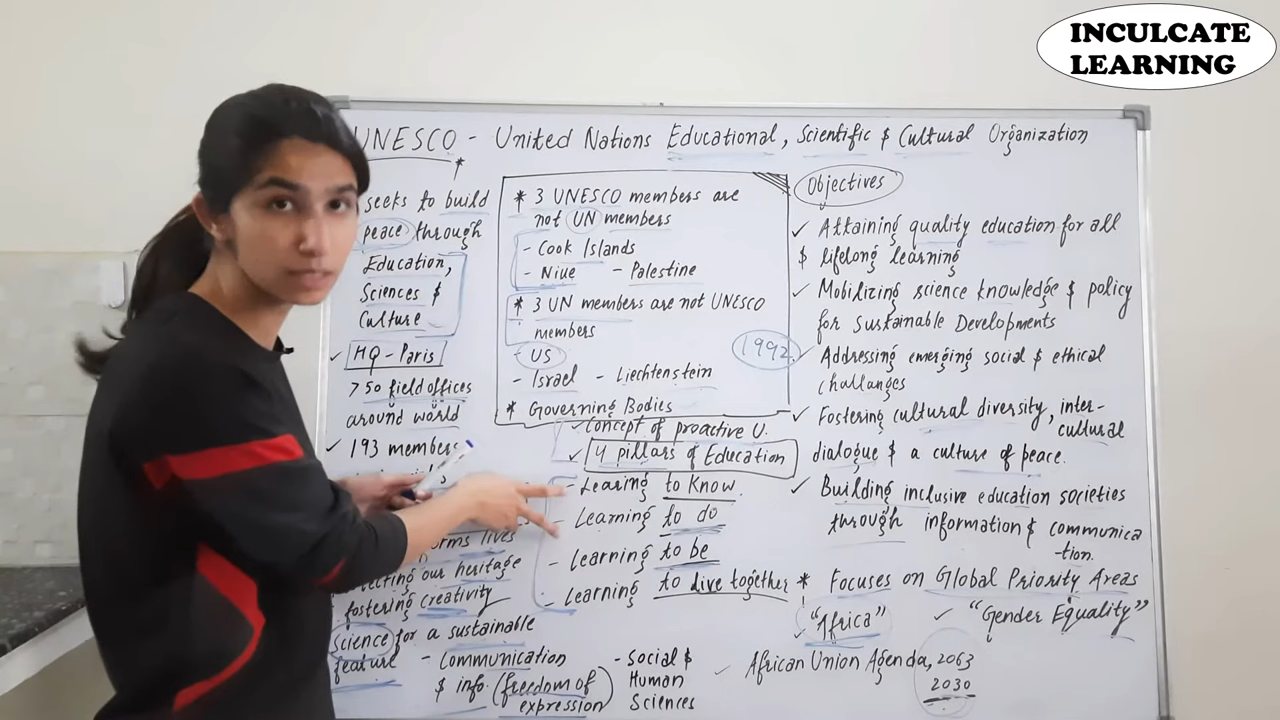 INCULCATE
LEARNING
UNESCO - United Nations Educational, Scientific & Cultural Organization
seeks to build
peace through
Education,
Sciences &
Culture
HQ - Paris
>50 field offices
around world
193 members
lives
our heritage
fostering creativity
Science for a sustainable
feature
- Communication
& info. (freedom of
expression)
- Social &
Human
Sciences
* 3 UNESCO members are
not UN members
- Cook Islands
- Niue - Palestine
* 3 UN members are not UNESCO
members
- US
- Israel - Liechtenstein
1992
* Governing Bodies
✓ Concept of proactive U.
✓ 4 pillars of Education
- Learing to Know.
- Learning to do
- Learning to be
- Learning to live together
Objectives
✓ Attaining quality education for all
& lifelong learning
✓ Mobilizing science knowledge & policy
for Sustainable Developments
✓ Addressing emerging social & ethical
challanges
✓ Fostering cultural diversity, inter-
cultural
dialogue & a culture of peace.
✓ Building inclusive education societies
through information & communica
-tion.
* Focuses on Global Priority Areas
✓ "Africa" ✓ "Gender Equality"
✓ African Union Agenda, 2063
2030